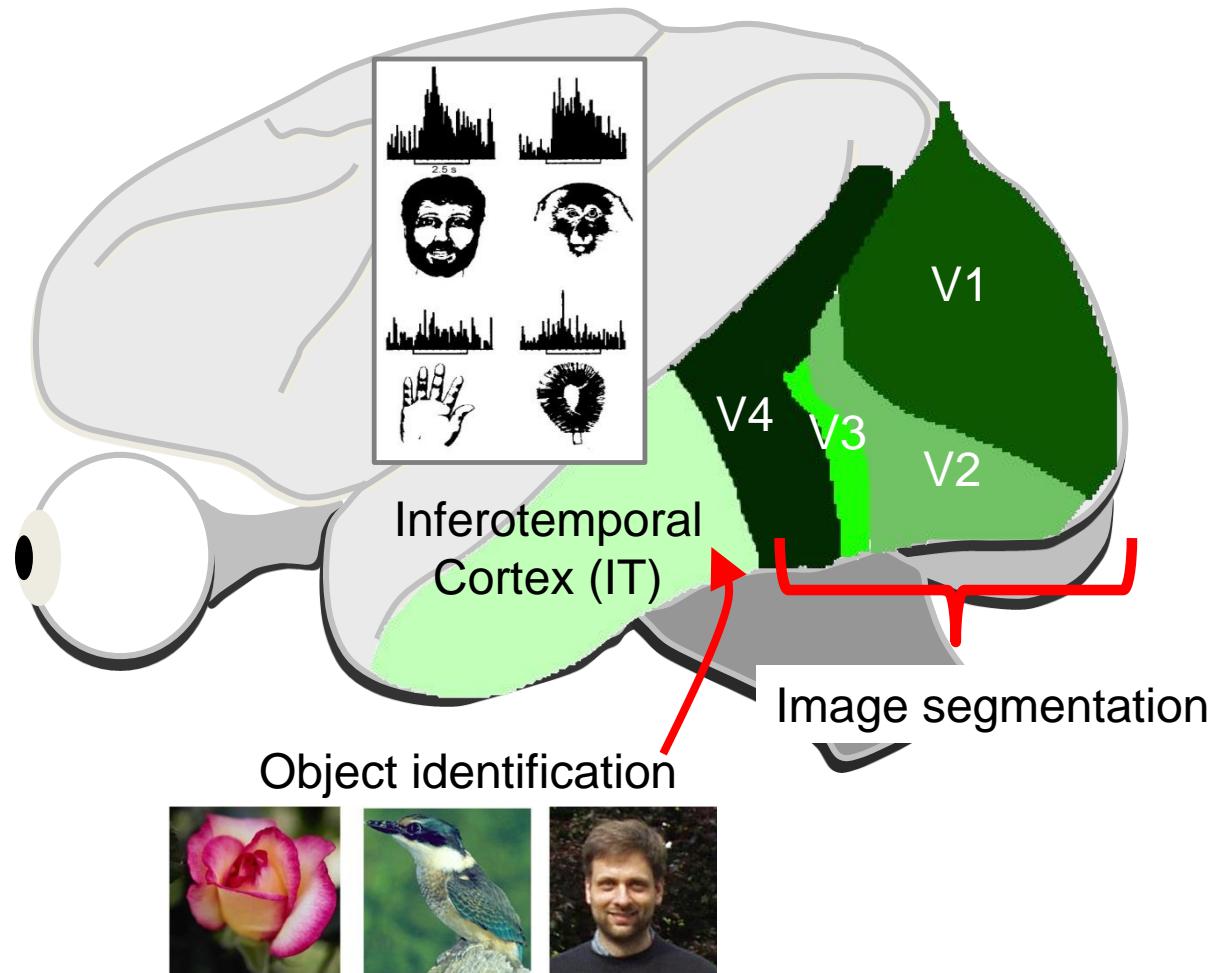 2.5 s
V1
V4
V3
V2
Inferotemporal
Cortex (IT)
Image segmentation
Object identification